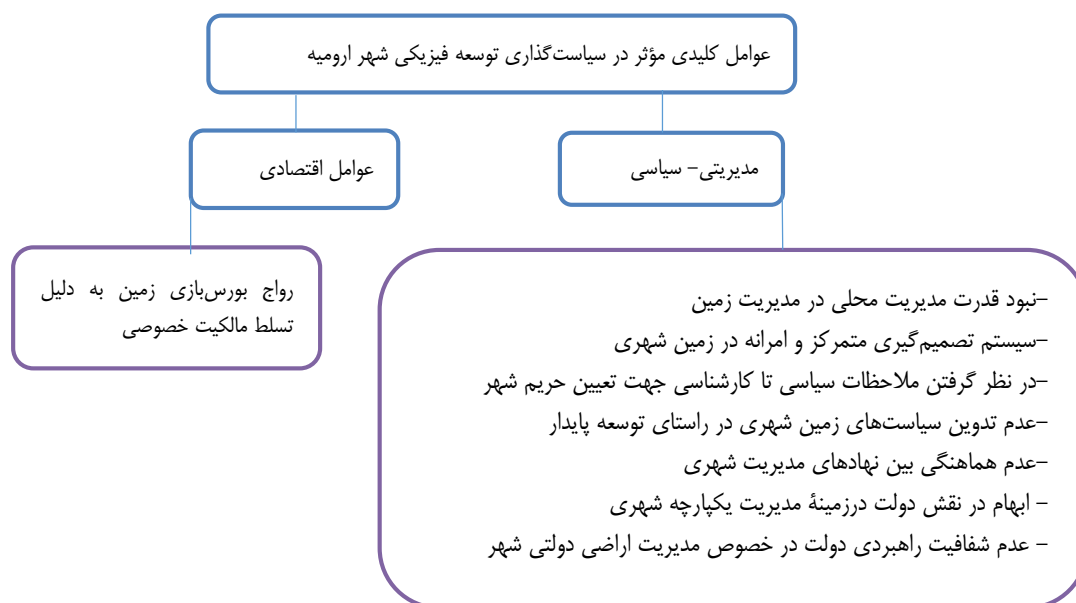 عوامل کلیدی مؤثر در سیاست‌گذاری توسعه فیزیکی شهر ارومیه
مدیریتی- سیاسی
عوامل اقتصادی
-نبود قدرت مدیریت محلی در مدیریت زمین
-سیستم تصمیم‌گیری متمرکز و امرانه در زمین شهری
-در نظر گرفتن ملاحظات سیاسی تا کارشناسی جهت تعیین حریم شهر
-عدم تدوین سیاست‌های زمین شهری در راستای توسعه پایدار
-عدم هماهنگی بین نهادهای مدیریت شهری
- ابهام در نقش دولت درزمینهٔ مدیریت یکپارچه شهری
- عدم شفافیت راهبردی دولت در خصوص مدیریت اراضی دولتی شهر
رواج بورس‌بازی زمین به دلیل
تسلط مالکیت خصوصی